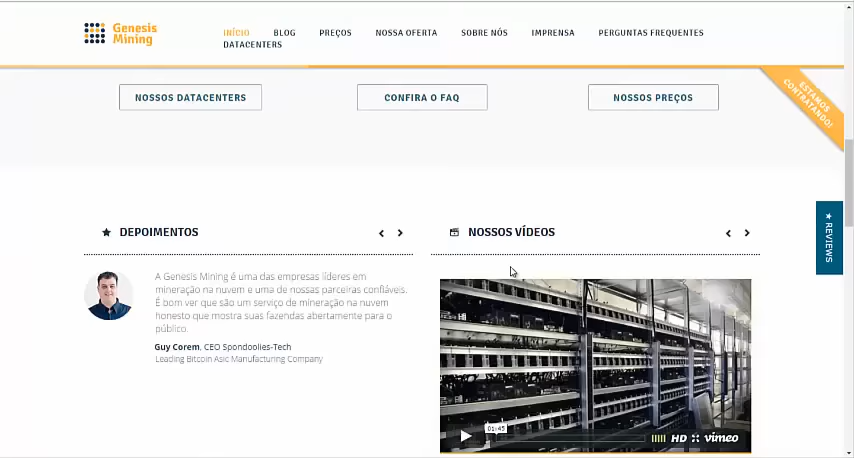 Genesis
Mining
INÍCIO BLOG PREÇOS NOSSA OFERTA SOBRE NÓS IMPRENSA PERGUNTAS FREQUENTES
DATACENTERS
NOSSOS DATACENTERS CONFIRA O FAQ NOSSOS PREÇOS
ESTAMOS
CONTRATANDO!
★ REVIEWS
DEPOIMENTOS
A Genesis Mining é uma das empresas líderes em
mineração na nuvem e uma de nossas parceiras confiáveis.
É bom ver que são um serviço de mineração na nuvem
honesto que mostra suas fazendas abertamente para o
público.
Guy Corem, CEO Spondoolies-Tech
Leading Bitcoin Asic Manufacturing Company
NOSSOS VÍDEOS
01:45
HD vimeo